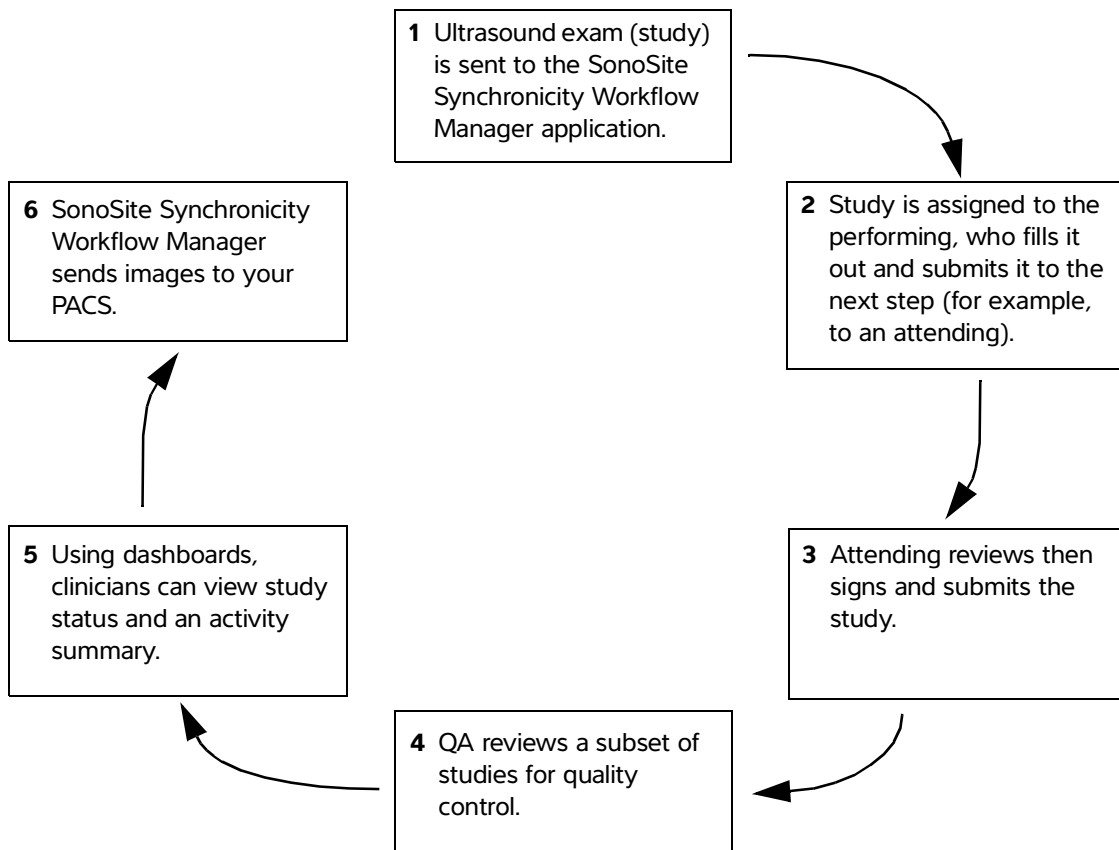 1 Ultrasound exam (study)
is sent to the SonoSite
Synchronicity Workflow
Manager application.
2 Study is assigned to the
performing, who fills it
out and submits it to the
next step (for example,
to an attending).
3 Attending reviews then
signs and submits the
study.
4 QA reviews a subset of
studies for quality
control.
5 Using dashboards,
clinicians can view study
status and an activity
summary.
6 SonoSite Synchronicity
Workflow Manager
sends images to your
PACS.